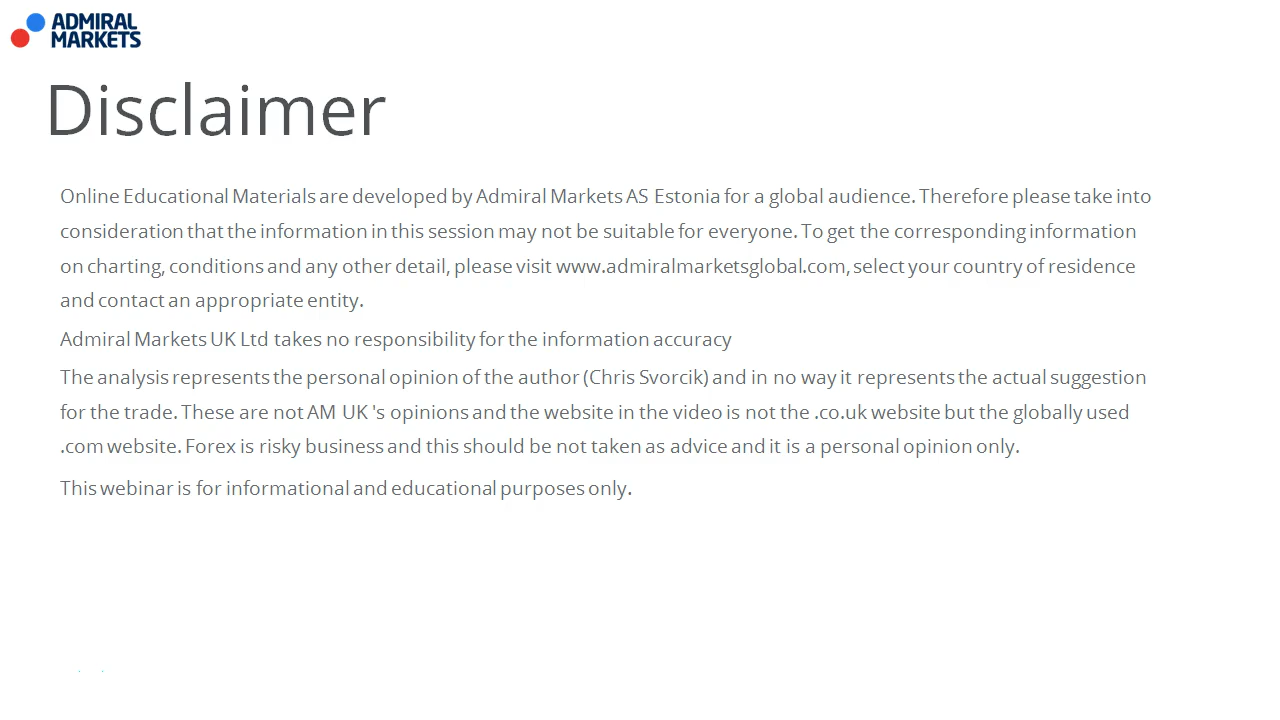 ADMIRAL
MARKETS
Disclaimer
Online Educational Materials are developed by Admiral Markets AS Estonia for a global audience. Therefore please take into
consideration that the information in this session may not be suitable for everyone. To get the corresponding information
on charting, conditions and any other detail, please visit www.admiralmarketsglobal.com, select your country of residence
and contact an appropriate entity.
Admiral Markets UK Ltd takes no responsibility for the information accuracy
The analysis represents the personal opinion of the author (Chris Svorcik) and in no way it represents the actual suggestion
for the trade. These are not AM UK 's opinions and the website in the video is not the .co.uk website but the globally used
.com website. Forex is risky business and this should be not taken as advice and it is a personal opinion only.
This webinar is for informational and educational purposes only.